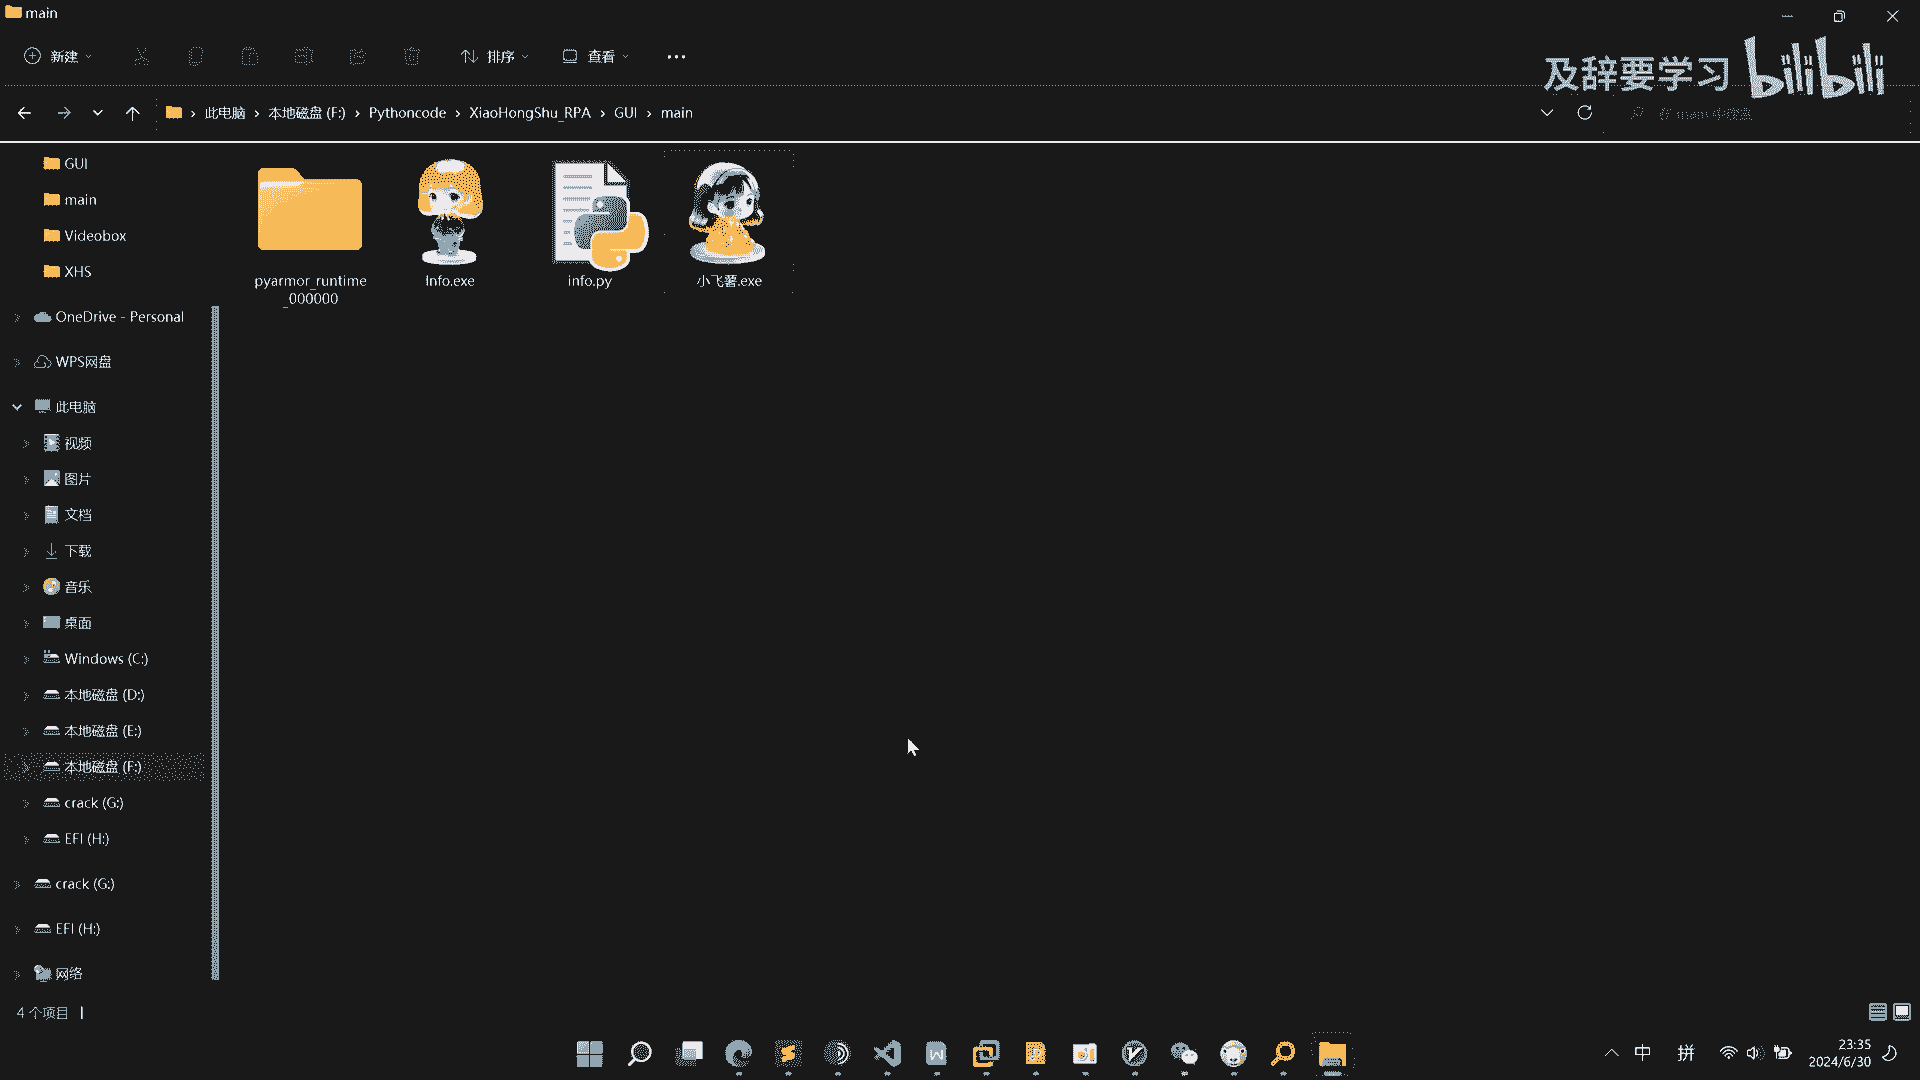 main
新建
排序
查看
及辞要学习 bilibili
此电脑 本地磁盘 (F:) Pythoncode XiaoHongShu_RPA GUI main
在 main 中搜索
GUI
main
Videobox
XHS
OneDrive - Personal
WPS网盘
此电脑
视频
图片
文档
下载
音乐
桌面
Windows (C:)
本地磁盘 (D:)
本地磁盘 (E:)
本地磁盘 (F:)
crack (G:)
EFI (H:)
crack (G:)
EFI (H:)
网络
pyarmor_runtime
_000000
info.exe
info.py
小飞薯.exe
4 个项目
中
拼
23:35
2024/6/30